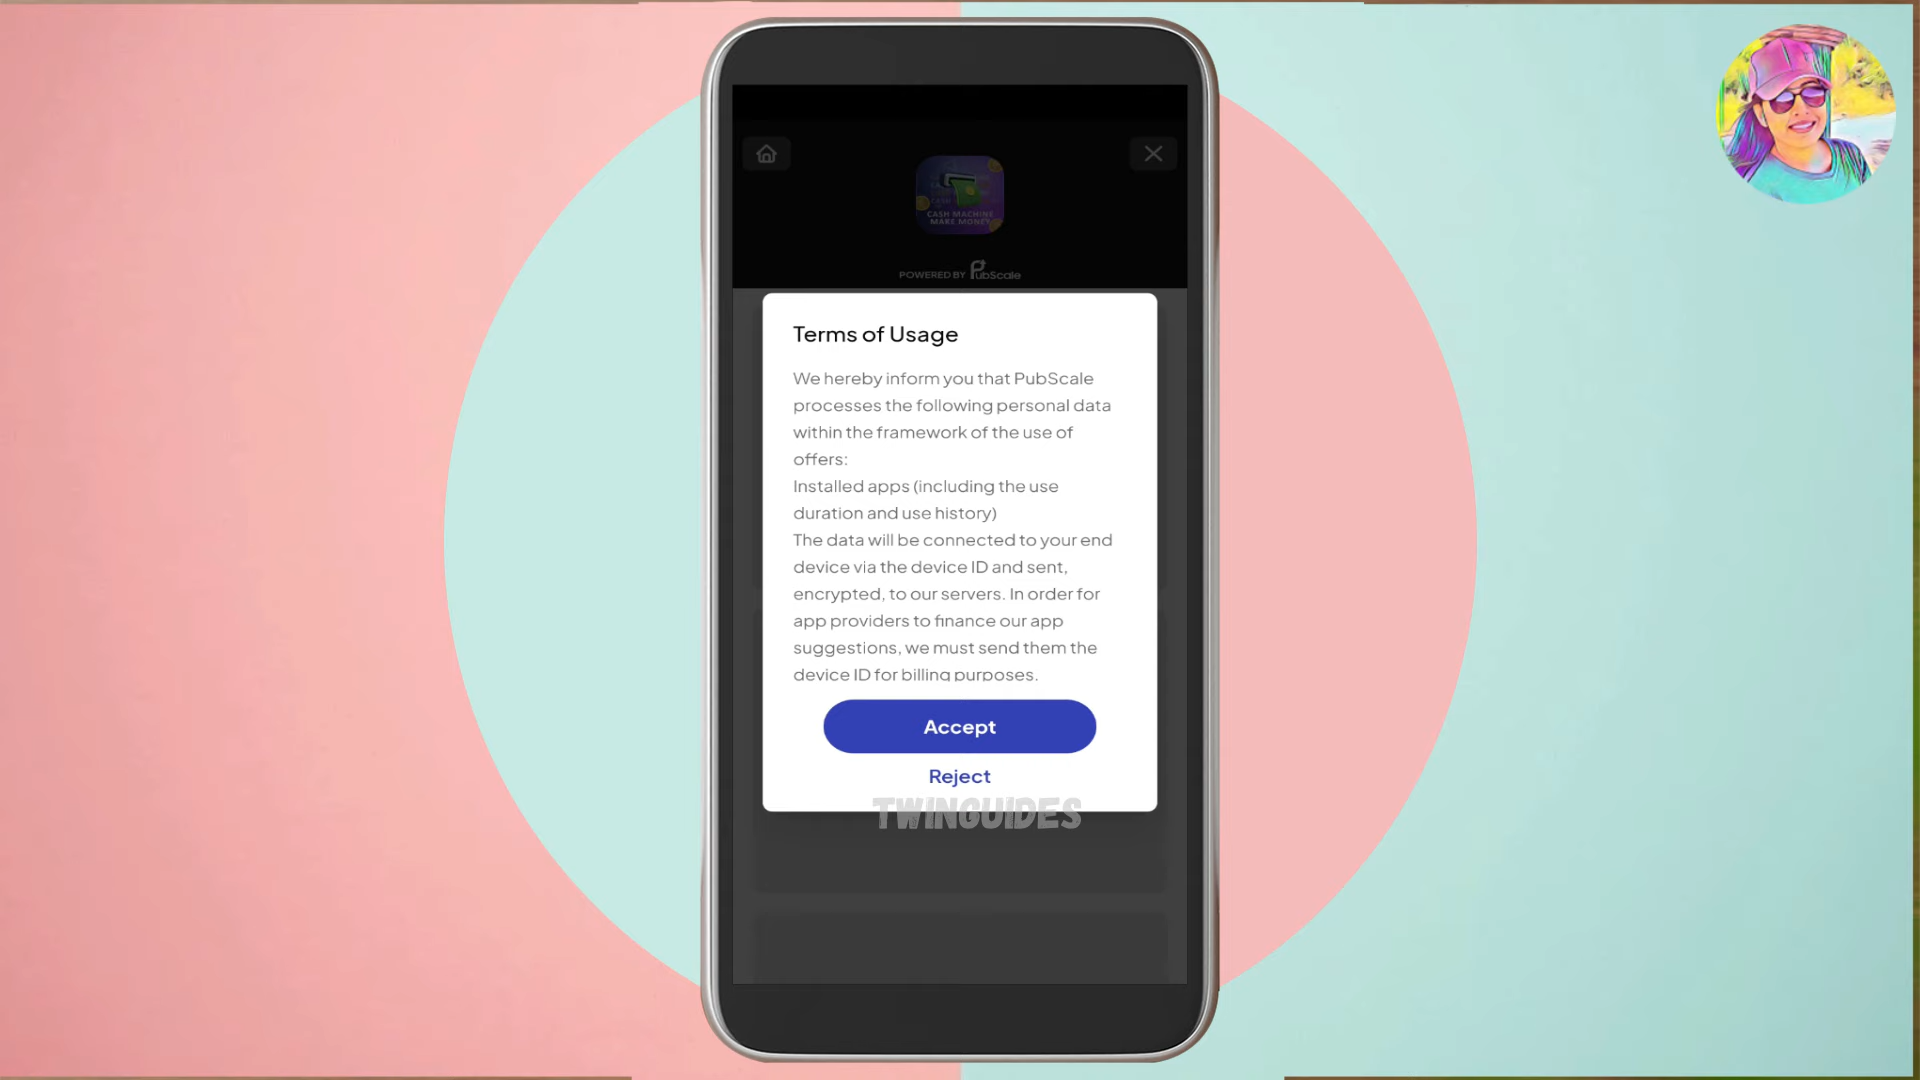 CASH MACHINE
MAKE MONEY
POWERED BY PubScale
Terms of Usage
We hereby inform you that PubScale
processes the following personal data
within the framework of the use of
offers:
Installed apps (including the use
duration and use history)
The data will be connected to your end
device via the device ID and sent,
encrypted, to our servers. In order for
app providers to finance our app
suggestions, we must send them the
device ID for billing purposes.
Accept
Reject
TWINGUIDES